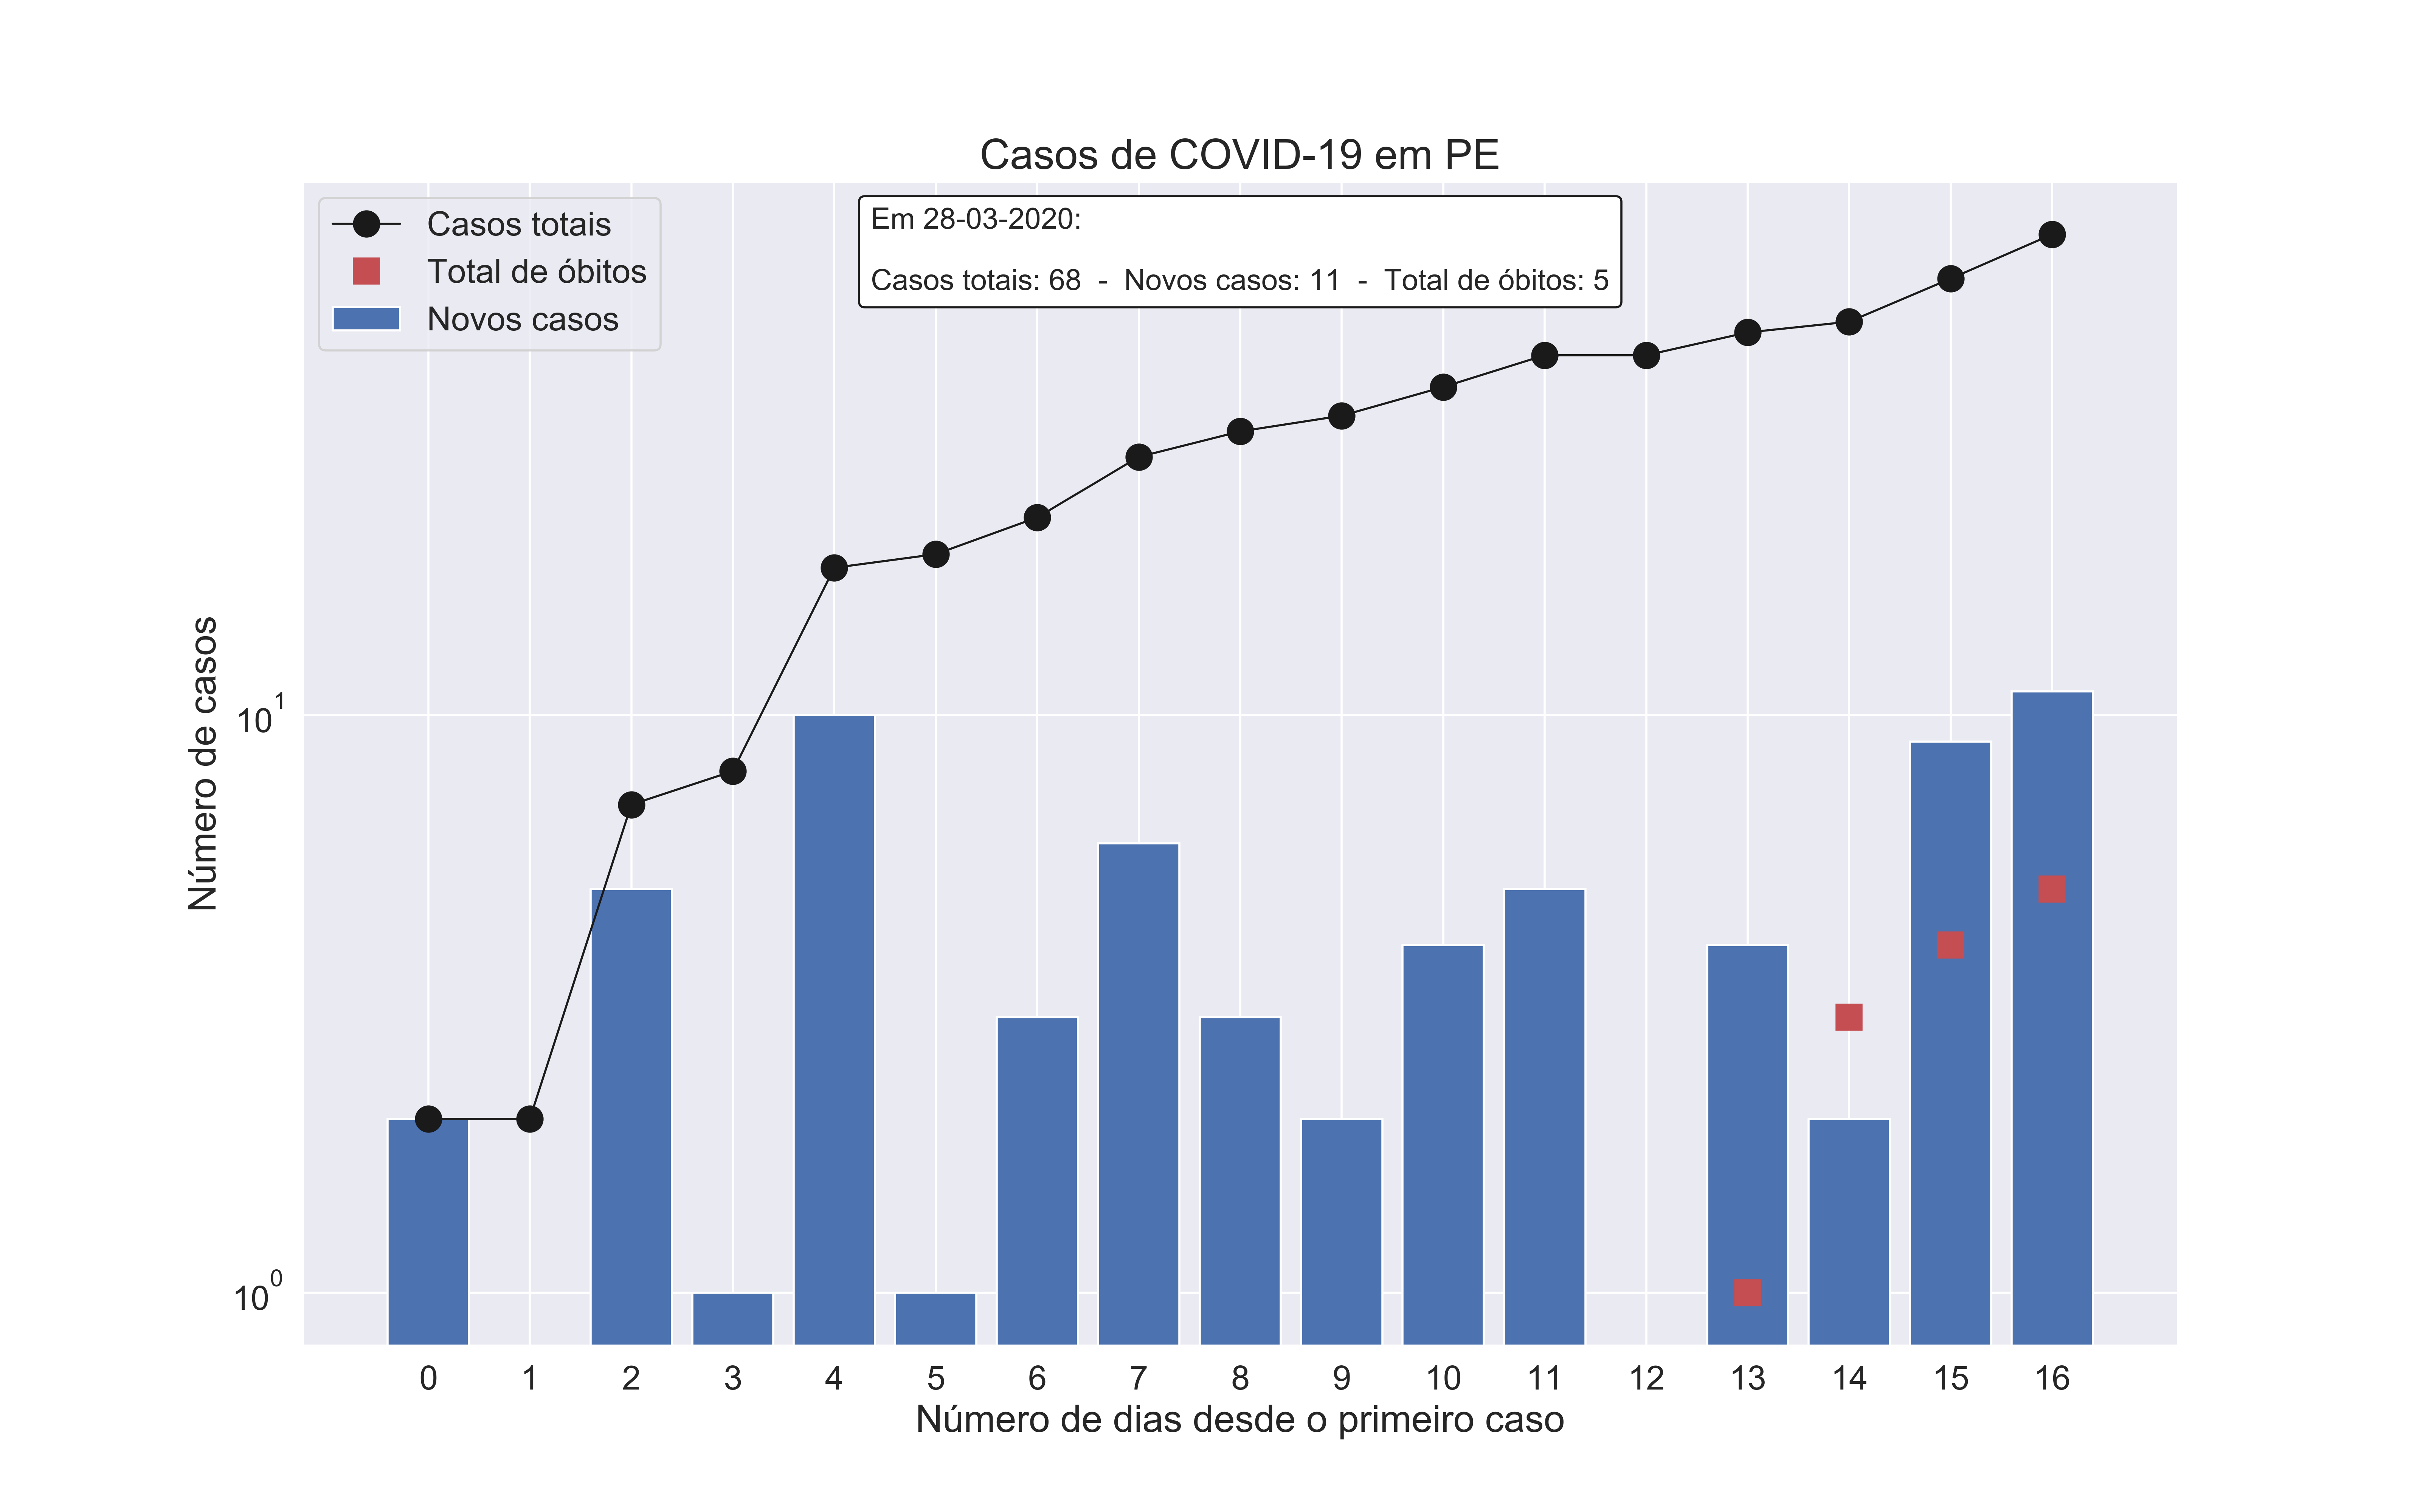 Casos de COVID-19 em PE
Casos totais
Total de óbitos
Novos casos
Em 28-03-2020:
Casos totais: 68 - Novos casos: 11 - Total de óbitos: 5
Número de casos
10^1
10^0
0 1 2 3 4 5 6 7 8 9 10 11 12 13 14 15 16
Número de dias desde o primeiro caso